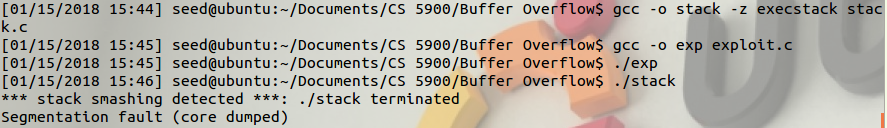 [01/15/2018 15:44] seed@ubuntu:~/Documents/CS 5900/Buffer Overflow$ gcc -o stack -z execstack stac
k.c
[01/15/2018 15:45] seed@ubuntu:~/Documents/CS 5900/Buffer Overflow$ gcc -o exp exploit.c
[01/15/2018 15:45] seed@ubuntu:~/Documents/CS 5900/Buffer Overflow$ ./exp
[01/15/2018 15:46] seed@ubuntu:~/Documents/CS 5900/Buffer Overflow$ ./stack
*** stack smashing detected ***: ./stack terminated
Segmentation fault (core dumped)